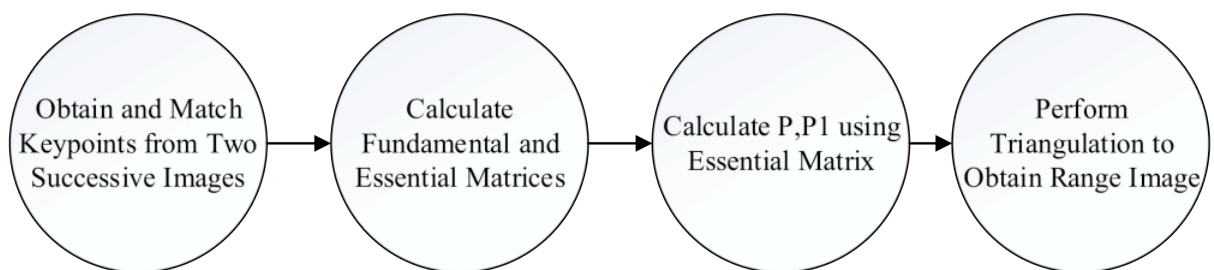 Obtain and Match
Keypoints from Two
Successive Images
Calculate
Fundamental and
Essential Matrices
Calculate P,P1 using
Essential Matrix
Perform
Triangulation to
Obtain Range Image